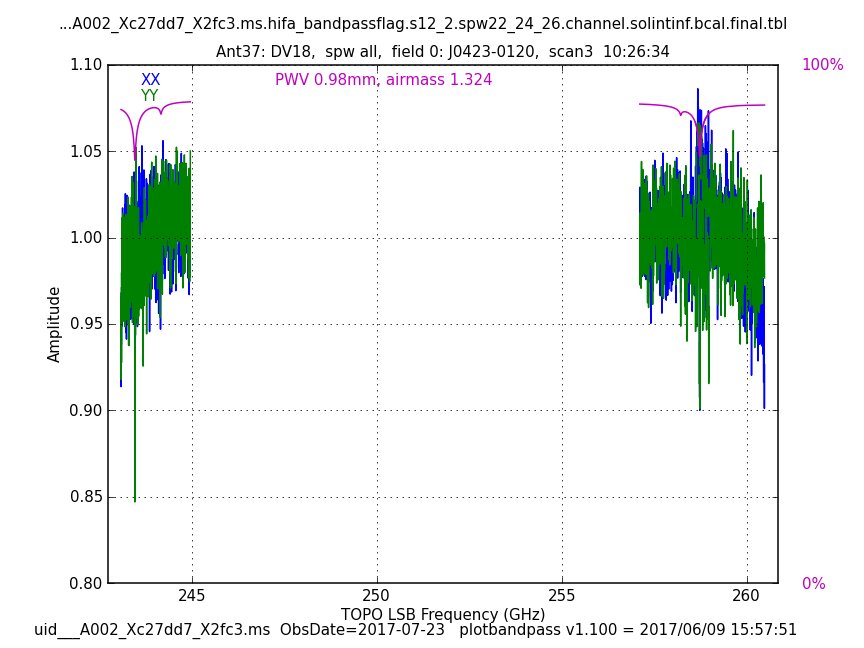 ...A002_Xc27dd7_X2fc3.ms.hifa_bandpassflag.s12_2.spw22_24_26.channel.solintinf.bcal.final.tbl
Ant37: DV18,  spw all,  field 0: J0423-0120,  scan3  10:26:34
1.10
100%
XX
PWV 0.98mm, airmass 1.324
YY
1.05
1.00
0.95
Amplitude
0.90
0.85
0.80
0%
245
250
255
260
TOPO LSB Frequency (GHz)
uid___A002_Xc27dd7_X2fc3.ms  ObsDate=2017-07-23   plotbandpass v1.100 = 2017/06/09 15:57:51